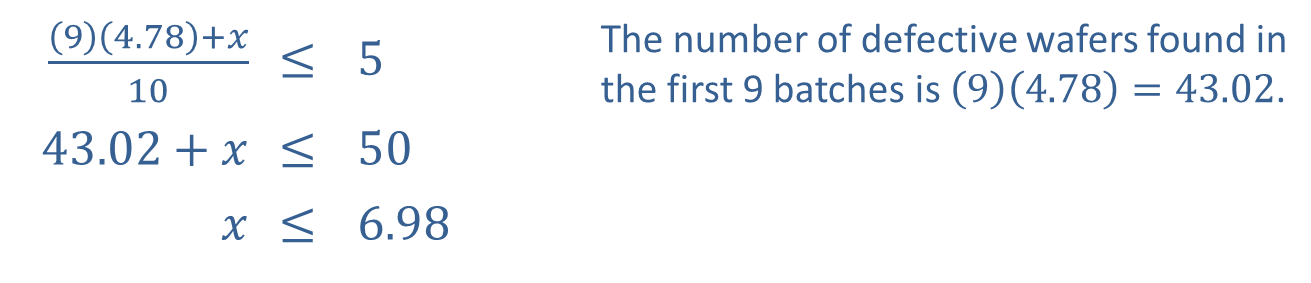 ((9)(4.78)+x)/10 ≤ 5
The number of defective wafers found in
the first 9 batches is (9)(4.78) = 43.02.
43.02 + x ≤ 50
x ≤ 6.98